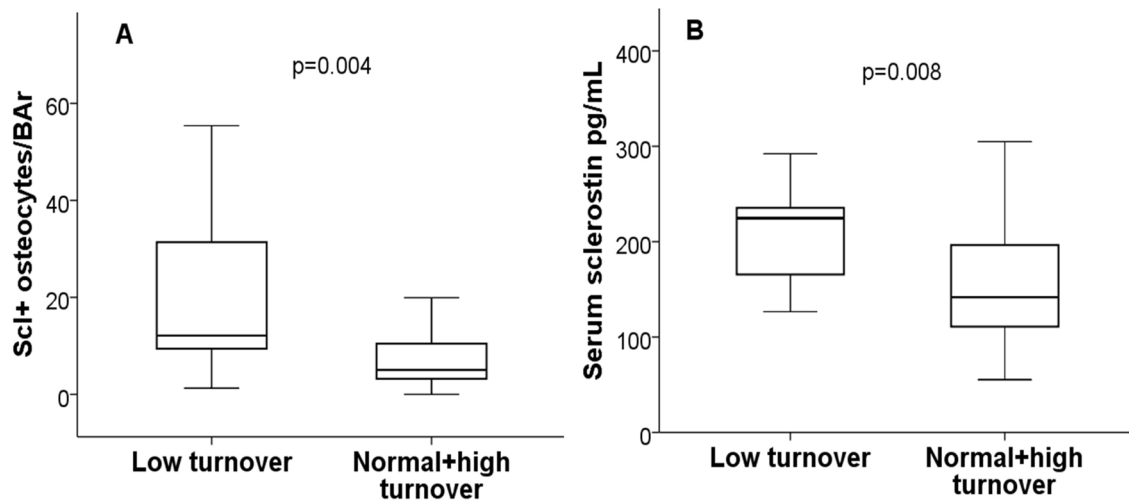 A
p=0.004
Scl+ osteocytes/BAr
60
40
20
0
Low turnover
Normal+high
turnover
B
p=0.008
Serum sclerostin pg/mL
400
300
200
100
0
Low turnover
Normal+high
turnover